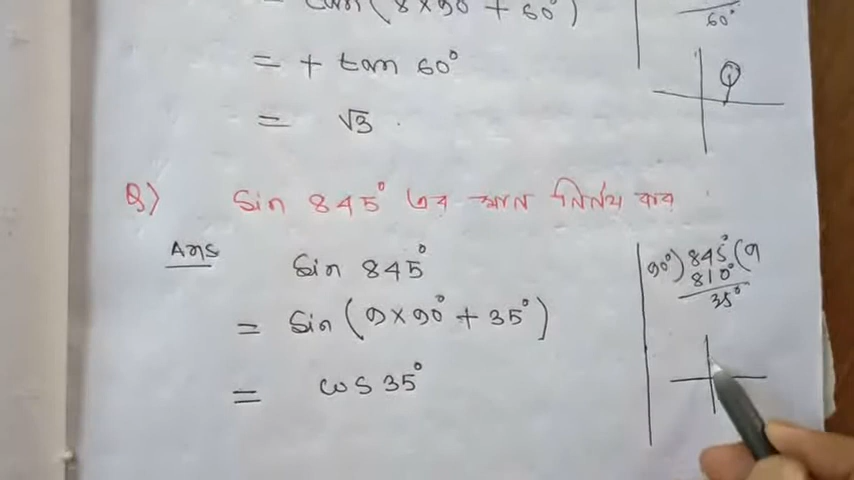 = tan (8×90 + 60°)
60°
= + tan 60°
= √3 .
Q) Sin 845° এর মান নির্ণয় কর
Ans Sin 845°
90°) 845° (9
810°
35°
= Sin (9×90° + 35°)
= cos 35°